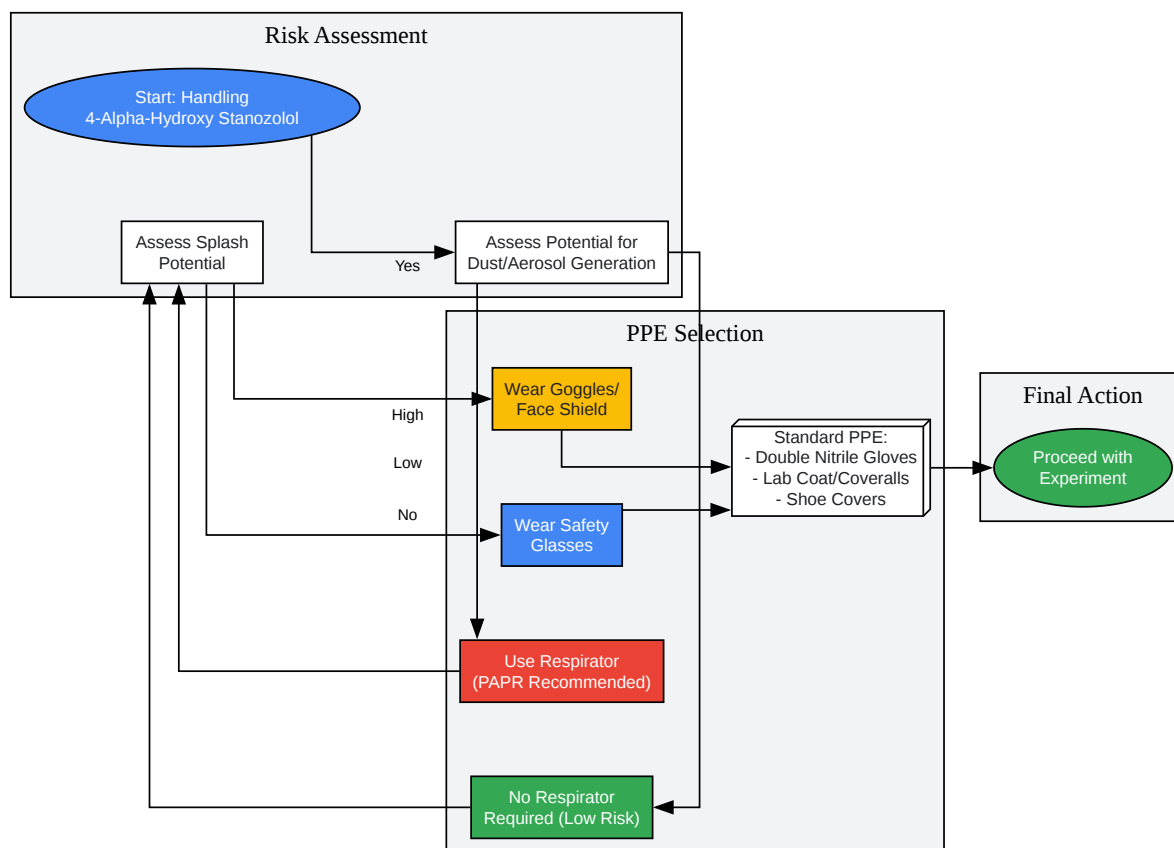 Risk Assessment
Start: Handling
4-Alpha-Hydroxy Stanozolol
Assess Splash
Potential
Yes
Assess Potential for
Dust/Aerosol Generation
PPE Selection
Wear Goggles/
Face Shield
High
Low
No
Wear Safety
Glasses
Standard PPE:
- Double Nitrile Gloves
- Lab Coat/Coveralls
- Shoe Covers
Final Action
Proceed with
Experiment
Use Respirator
(PAPR Recommended)
No Respirator
Required (Low Risk)